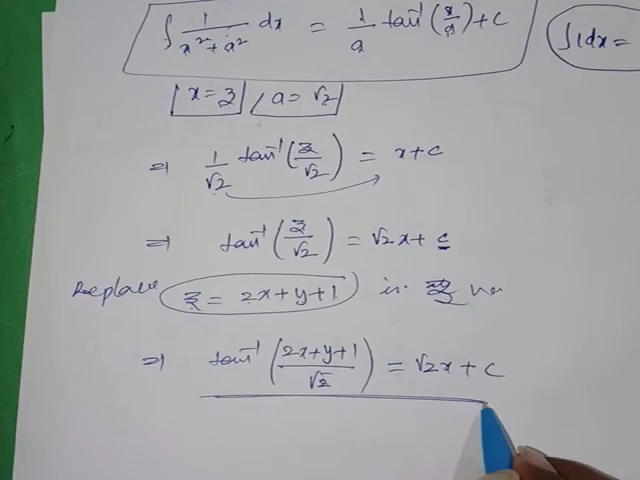 ∫ 1/(x² + a²) dx = 1/a tan⁻¹(x/a) + c
∫1dx =
x = z a = √2
⇒ 1/√2 tan⁻¹(z/√2) = x + c
⇒ tan⁻¹(z/√2) = √2x + c
Replace z = 2x + y + 1 in
⇒ tan⁻¹((2x + y + 1)/√2) = √2x + c